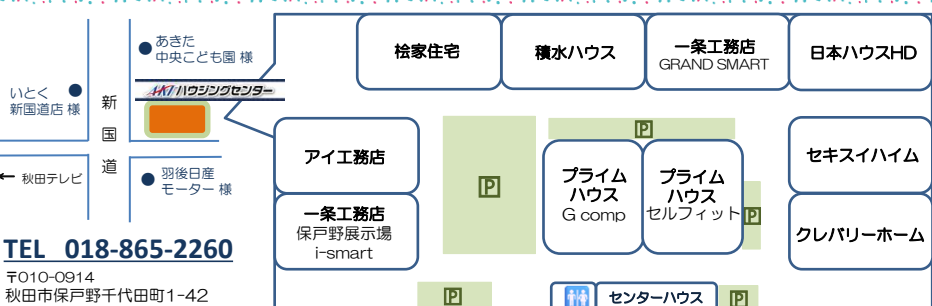 あきた
中央こども園 様
AKTハウジングセンター
いとく
新国道店 様
新
国
道
← 秋田テレビ
羽後日産
モーター 様
TEL 018-865-2260
〒010-0914
秋田市保戸野千代田町1-42
桧家住宅
積水ハウス
一条工務店
GRAND SMART
日本ハウスHD
アイ工務店
一条工務店
保戸野展示場
i-smart
P
P
プライム
ハウス
G comp
プライム
ハウス
セルフィット
P
セキスイハイム
クレバリーホーム
P
センターハウス
P